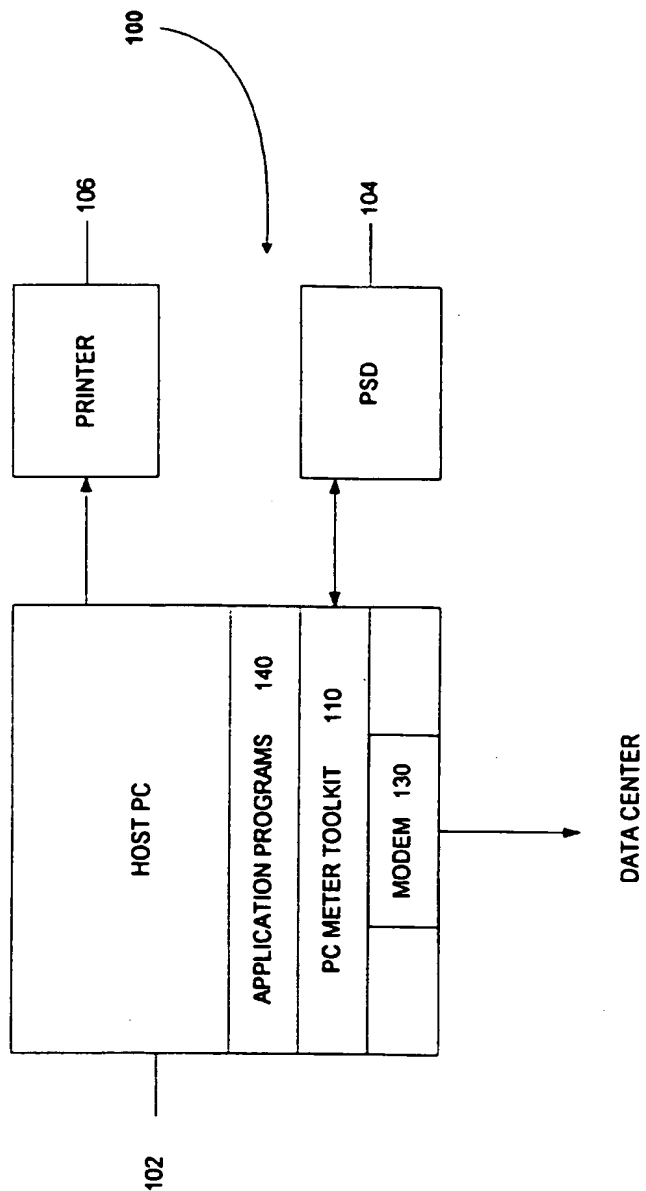 100
106
PRINTER
104
PSD
HOST PC
APPLICATION PROGRAMS 140
PC METER TOOLKIT 110
MODEM 130
102
DATA CENTER